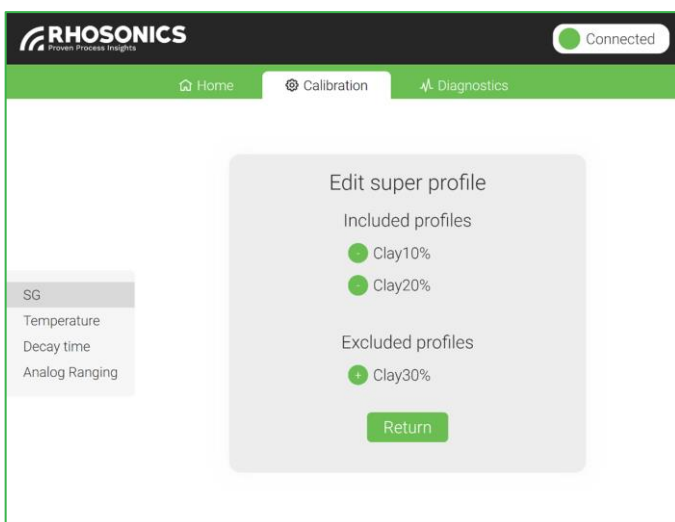 RHOSONICS
Proven Process Insights
Connected
Home
Calibration
Diagnostics
Edit super profile
Included profiles
- Clay10%
- Clay20%
SG
Temperature
Decay time
Analog Ranging
Excluded profiles
+ Clay30%
Return